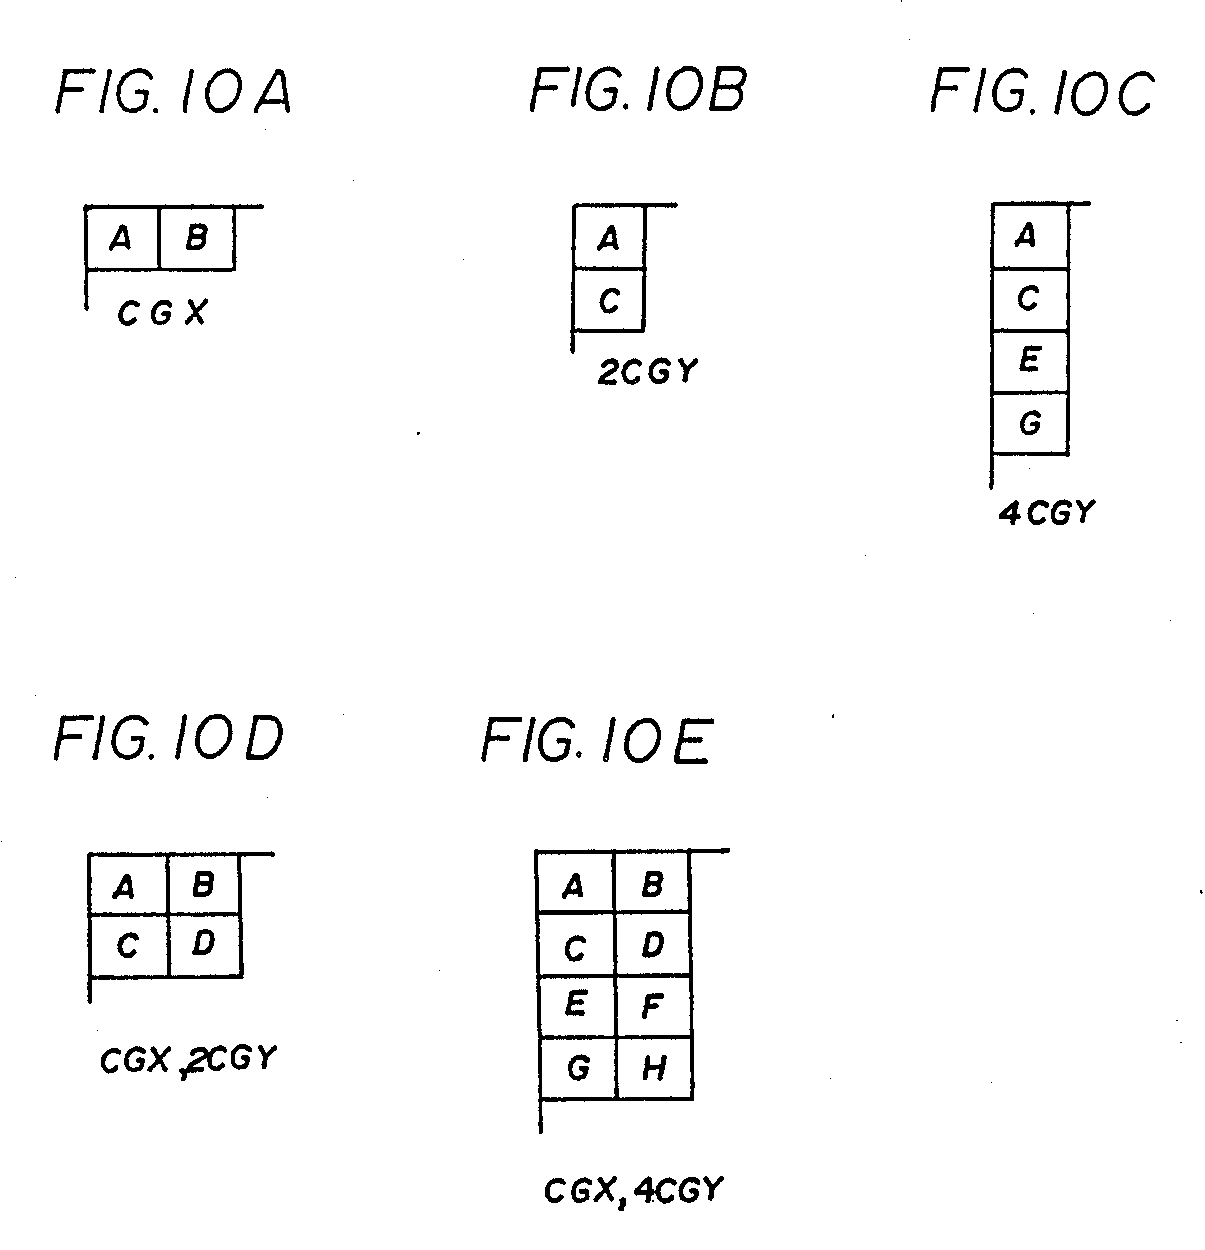 FIG. 10A
A B
CGX
FIG. 10B
A
C
2CGY
FIG. 10C
A
C
E
G
4CGY
FIG. 10D
A B
C D
CGX,2CGY
FIG. 10E
A B
C D
E F
G H
CGX,4CGY